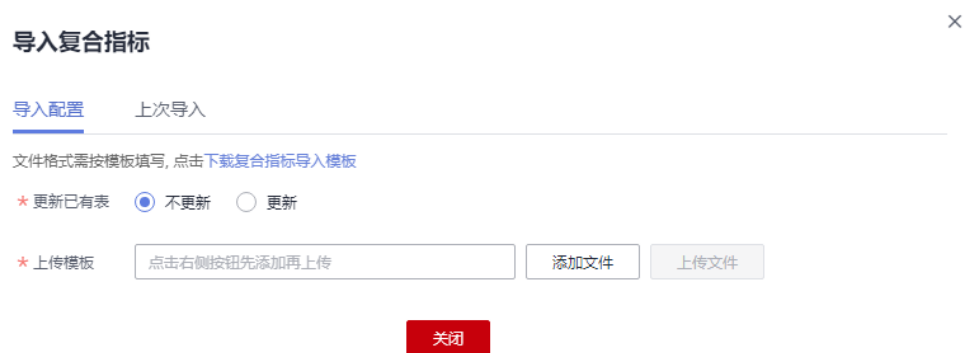 导入复合指标
导入配置 上次导入
文件格式需按模板填写, 点击下载复合指标导入模板
* 更新已有表 不更新 更新
* 上传模板 点击右侧按钮先添加再上传 添加文件 上传文件
关闭